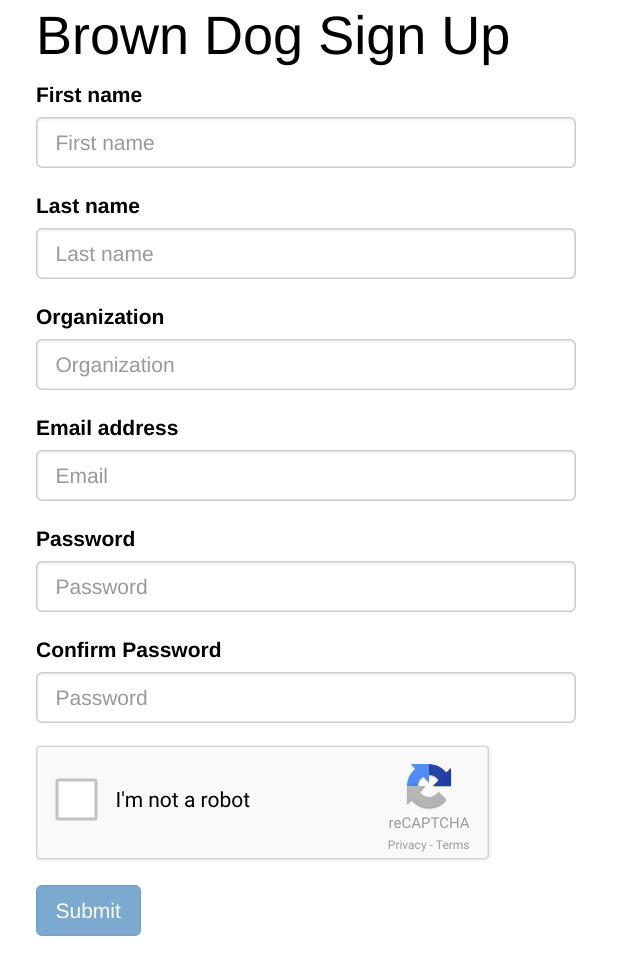 Brown Dog Sign Up
First name
First name
Last name
Last name
Organization
Organization
Email address
Email
Password
Password
Confirm Password
Password
I'm not a robot
reCAPTCHA
Privacy - Terms
Submit